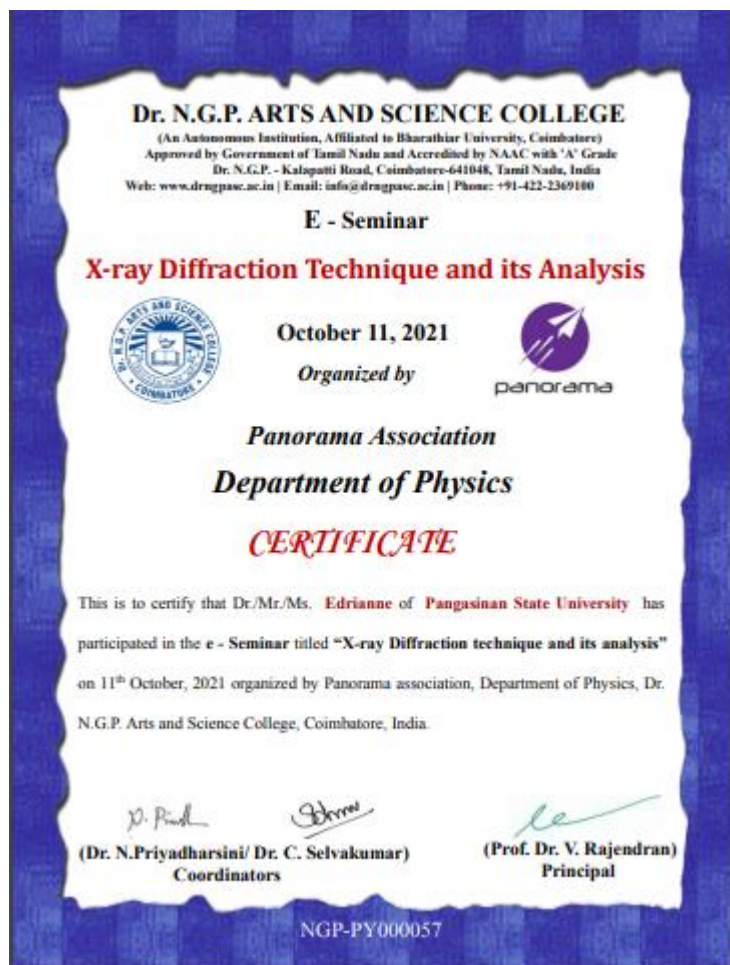 Dr. N.G.P. ARTS AND SCIENCE COLLEGE
(An Autonomous Institution, Affiliated to Bharathiar University, Coimbatore)
Approved by Government of Tamil Nadu and Accredited by NAAC with 'A' Grade
Dr. N.G.P. - Kalapatti Road, Coimbatore-641048, Tamil Nadu, India
Web: www.drngpasc.ac.in | Email: info@drngpasc.ac.in | Phone: +91-422-2369100
E - Seminar
X-ray Diffraction Technique and its Analysis
Dr. N.G.P. ARTS AND SCIENCE COLLEGE
COIMBATORE
October 11, 2021
Organized by
panorama
Panorama Association
Department of Physics
CERTIFICATE
This is to certify that Dr./Mr./Ms. Edrianne of Pangasinan State University has
participated in the e - Seminar titled “X-ray Diffraction technique and its analysis”
on 11th October, 2021 organized by Panorama association, Department of Physics, Dr.
N.G.P. Arts and Science College, Coimbatore, India.
(Dr. N.Priyadharsini/ Dr. C. Selvakumar)
Coordinators
(Prof. Dr. V. Rajendran)
Principal
NGP-PY000057